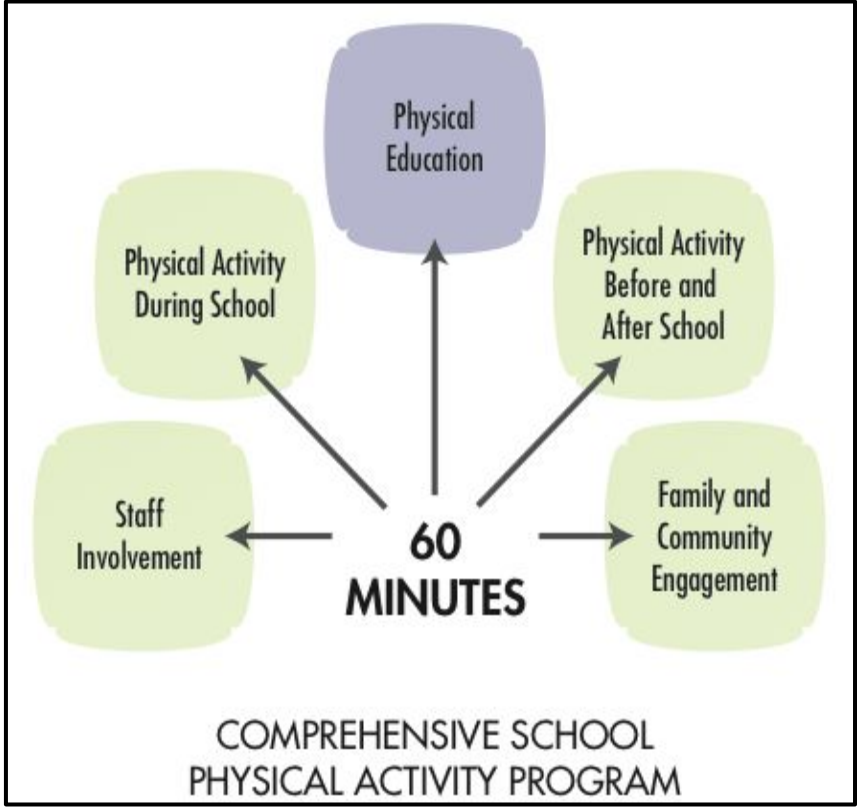 Physical
Education
Physical Activity
During School
Physical Activity
Before and
After School
Staff
Involvement
60
MINUTES
Family and
Community
Engagement
COMPREHENSIVE SCHOOL
PHYSICAL ACTIVITY PROGRAM